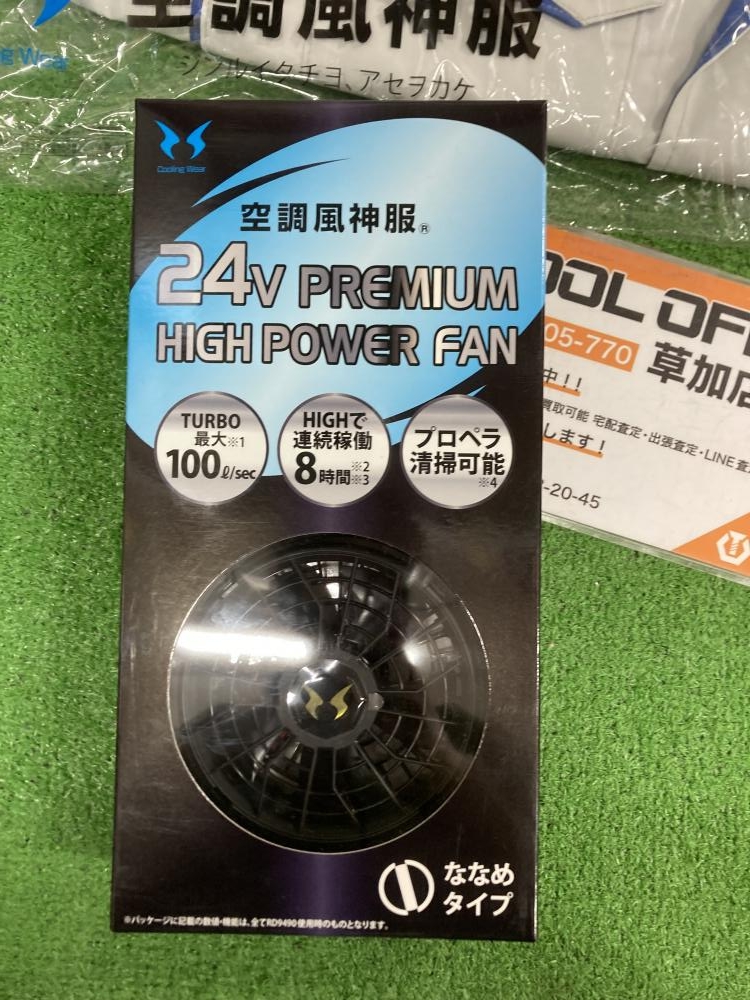 空調風神服
シンルイタチヨ、アセヲカケ
Cooling Wear
空調風神服®
24V PREMIUM
HIGH POWER FAN
TURBO
最大※1
100ℓ/sec
HIGHで
連続稼働
8時間※2※3
プロペラ
清掃可能
※4
ななめ
タイプ
※パッケージに記載の数値・機能は、全てRD9490使用時のものとなります。
OOL OFF
05-770 草加店
中!!
買取可能 宅配査定・出張査定・LINE査
します!
-20-45